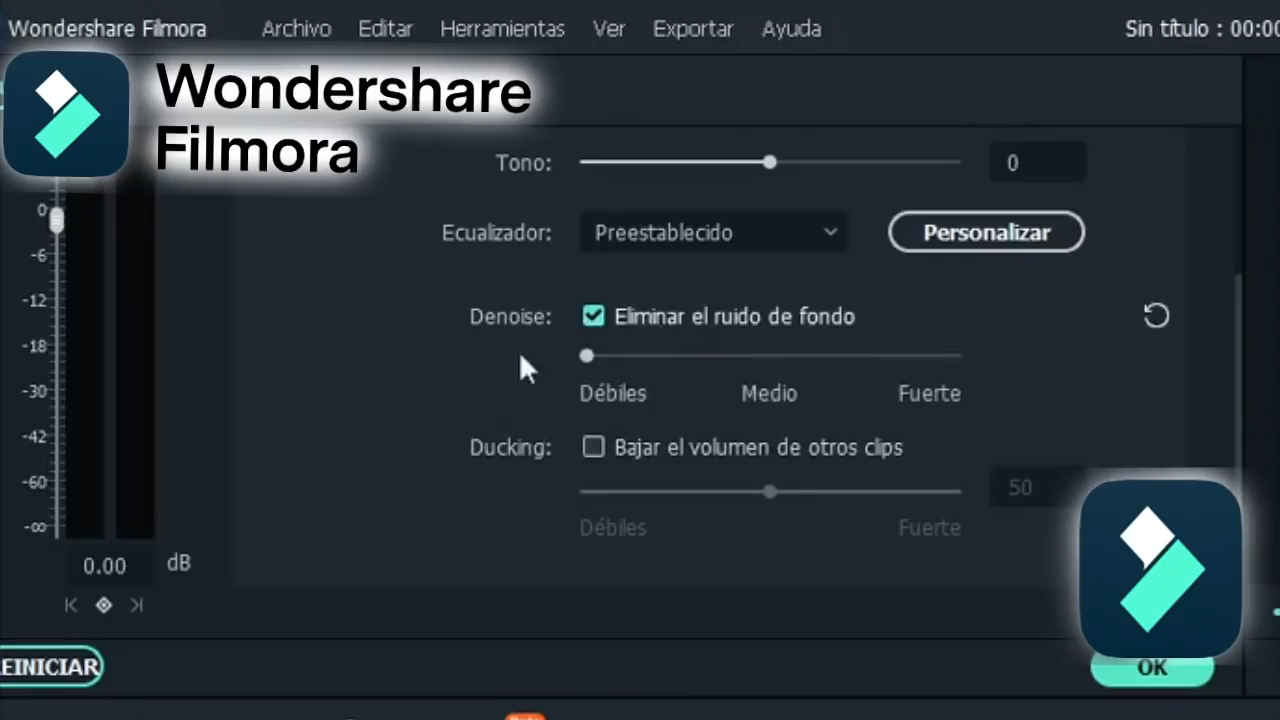 Wondershare Filmora Archivo Editar Herramientas Ver Exportar Ayuda Sin título : 00:00
Wondershare
Filmora
Tono: 0
0
-6
-12
-18
-30
-42
-60
-∞
0.00 dB
Ecualizador: Preestablecido Personalizar
Denoise: Eliminar el ruido de fondo
Débiles Medio Fuerte
Ducking: Bajar el volumen de otros clips
50
Débiles Fuerte
EINICIAR OK